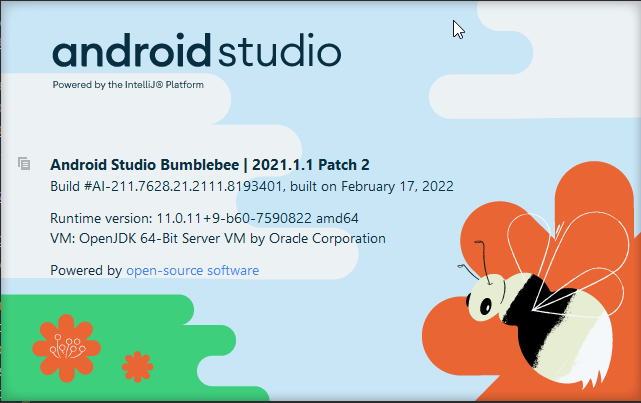 android studio
Powered by the IntelliJ® Platform
Android Studio Bumblebee | 2021.1.1 Patch 2
Build #AI-211.7628.21.2111.8193401, built on February 17, 2022
Runtime version: 11.0.11+9-b60-7590822 amd64
VM: OpenJDK 64-Bit Server VM by Oracle Corporation
Powered by open-source software